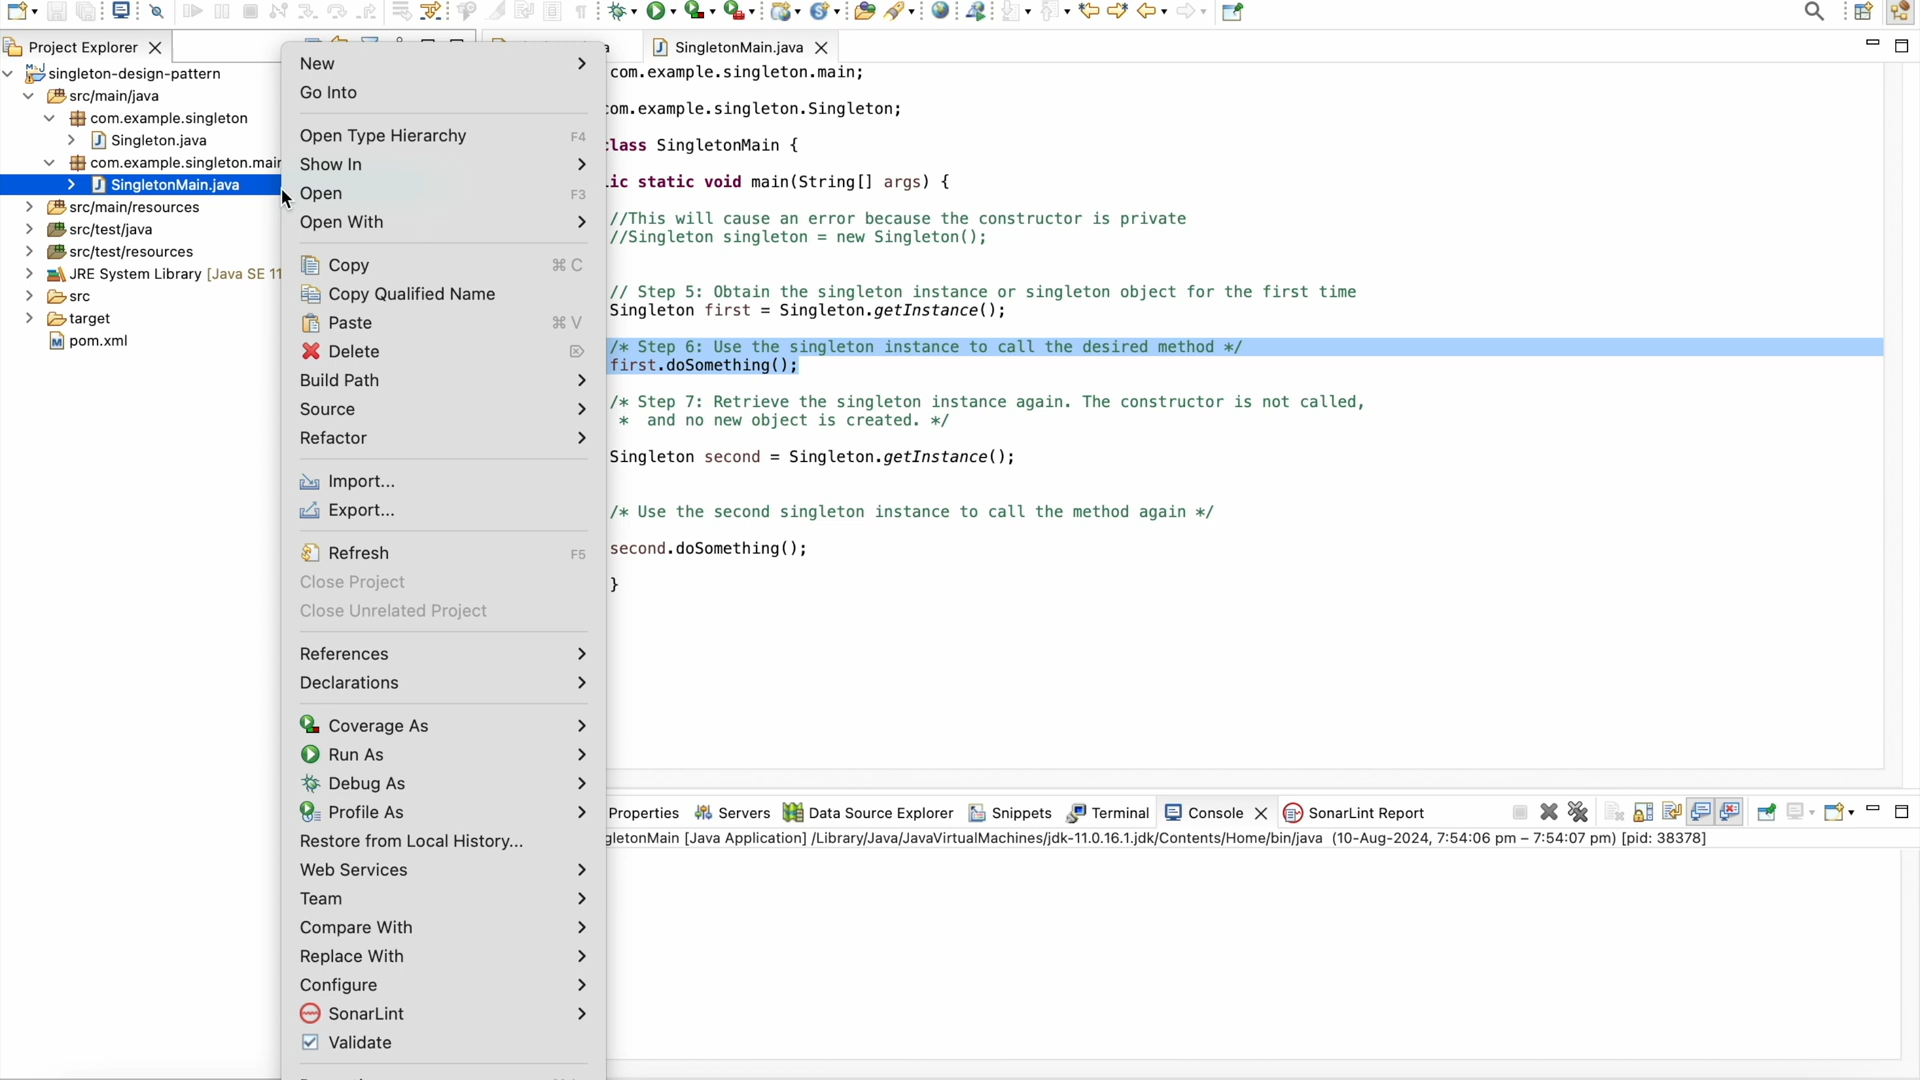 Project Explorer
singleton-design-pattern
src/main/java
com.example.singleton
Singleton.java
com.example.singleton.main
SingletonMain.java
src/main/resources
src/test/java
src/test/resources
JRE System Library [Java SE 11
src
target
pom.xml
New
Go Into
Open Type Hierarchy F4
Show In
Open F3
Open With
Copy ⌘ C
Copy Qualified Name
Paste ⌘ V
Delete
Build Path
Source
Refactor
Import...
Export...
Refresh F5
Close Project
Close Unrelated Project
References
Declarations
Coverage As
Run As
Debug As
Profile As
Restore from Local History...
Web Services
Team
Compare With
Replace With
Configure
SonarLint
Validate
SingletonMain.java
com.example.singleton.main;
com.example.singleton.Singleton;
class SingletonMain {
ic static void main(String[] args) {
//This will cause an error because the constructor is private
//Singleton singleton = new Singleton();
// Step 5: Obtain the singleton instance or singleton object for the first time
Singleton first = Singleton.getInstance();
/* Step 6: Use the singleton instance to call the desired method */
first.doSomething();
/* Step 7: Retrieve the singleton instance again. The constructor is not called,
* and no new object is created. */
Singleton second = Singleton.getInstance();
/* Use the second singleton instance to call the method again */
second.doSomething();
}
Properties Servers Data Source Explorer Snippets Terminal Console SonarLint Report
gletonMain [Java Application] /Library/Java/JavaVirtualMachines/jdk-11.0.16.1.jdk/Contents/Home/bin/java (10-Aug-2024, 7:54:06 pm – 7:54:07 pm) [pid: 38378]